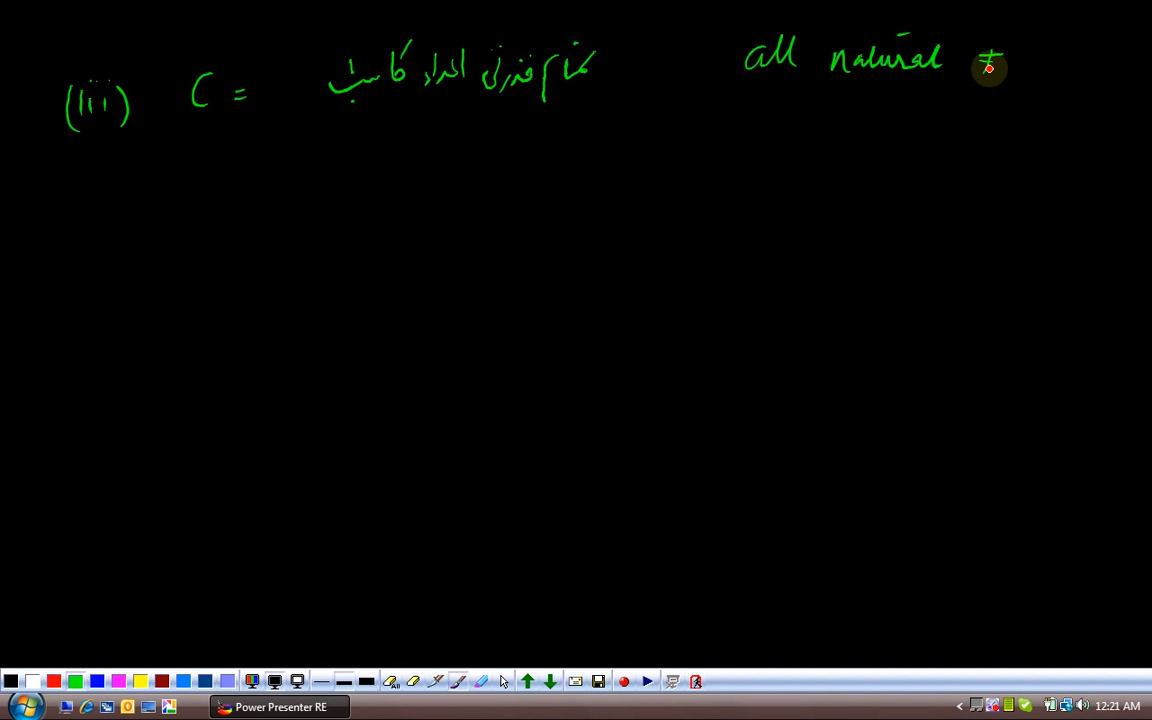 (iii) C = تمام قدرتی اعداد کا سیٹ all natural #
Power Presenter RE
12:21 AM